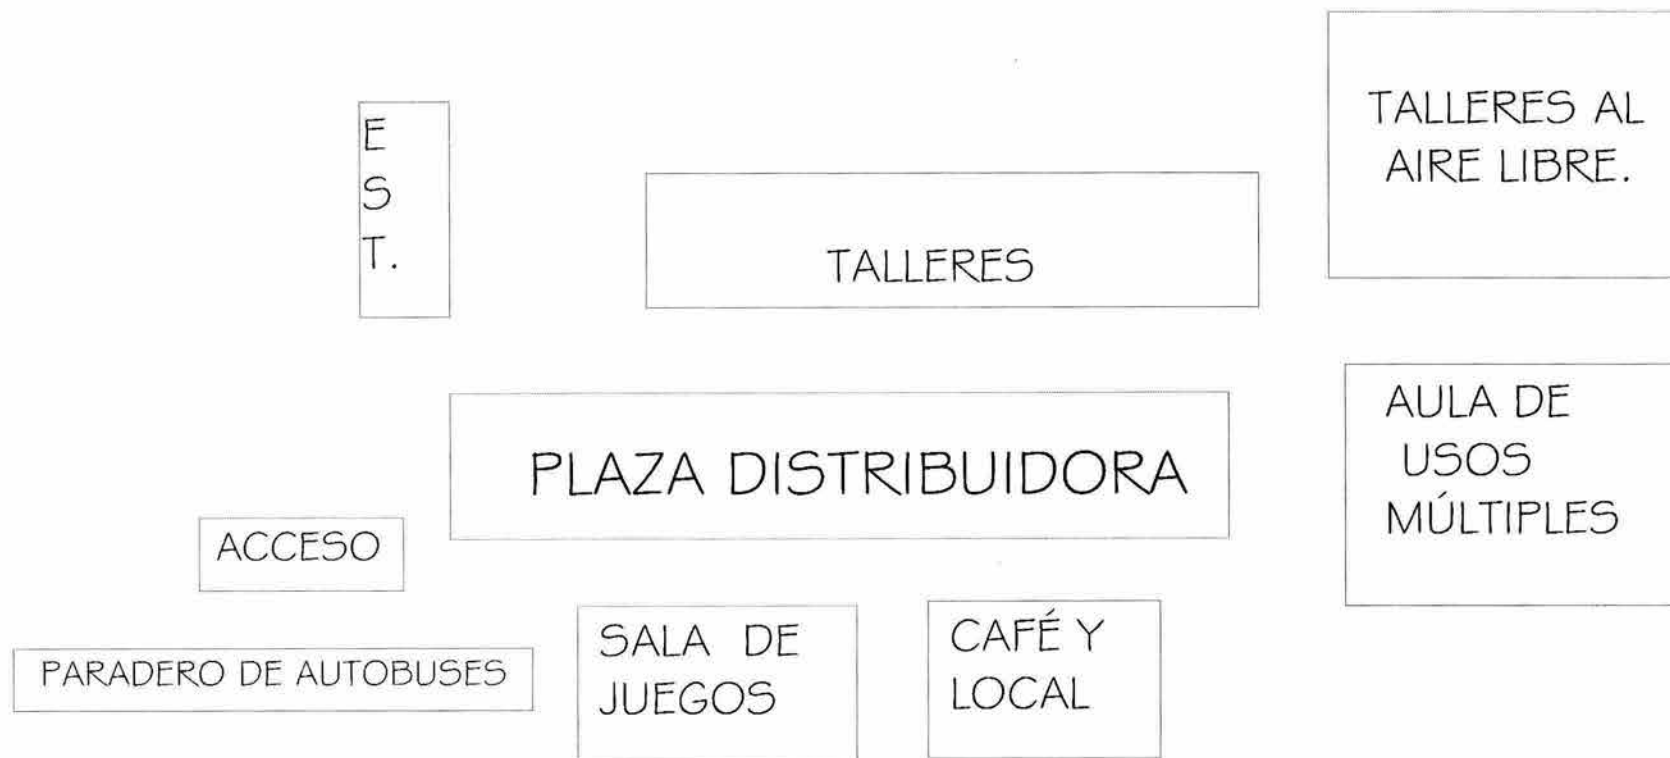 E
S
T.
TALLERES
TALLERES AL
AIRE LIBRE.
PLAZA DISTRIBUIDORA
AULA DE
USOS
MÚLTIPLES
ACCESO
PARADERO DE AUTOBUSES
SALA DE
JUEGOS
CAFÉ Y
LOCAL